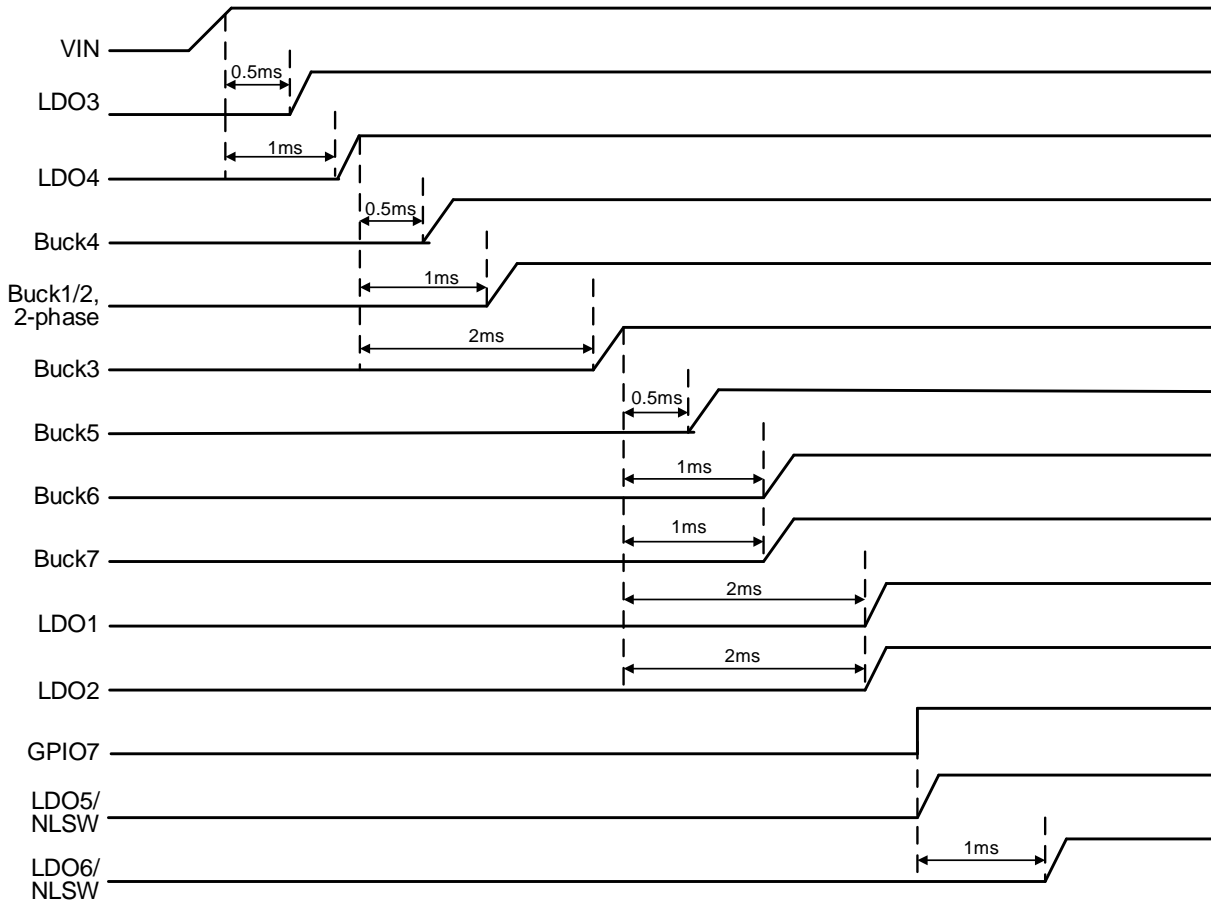 VIN
0.5ms
LDO3
1ms
LDO4
0.5ms
Buck4
1ms
Buck1/2,
2-phase
2ms
Buck3
0.5ms
Buck5
1ms
Buck6
1ms
Buck7
2ms
LDO1
2ms
LDO2
GPIO7
LDO5/
NLSW
1ms
LDO6/
NLSW